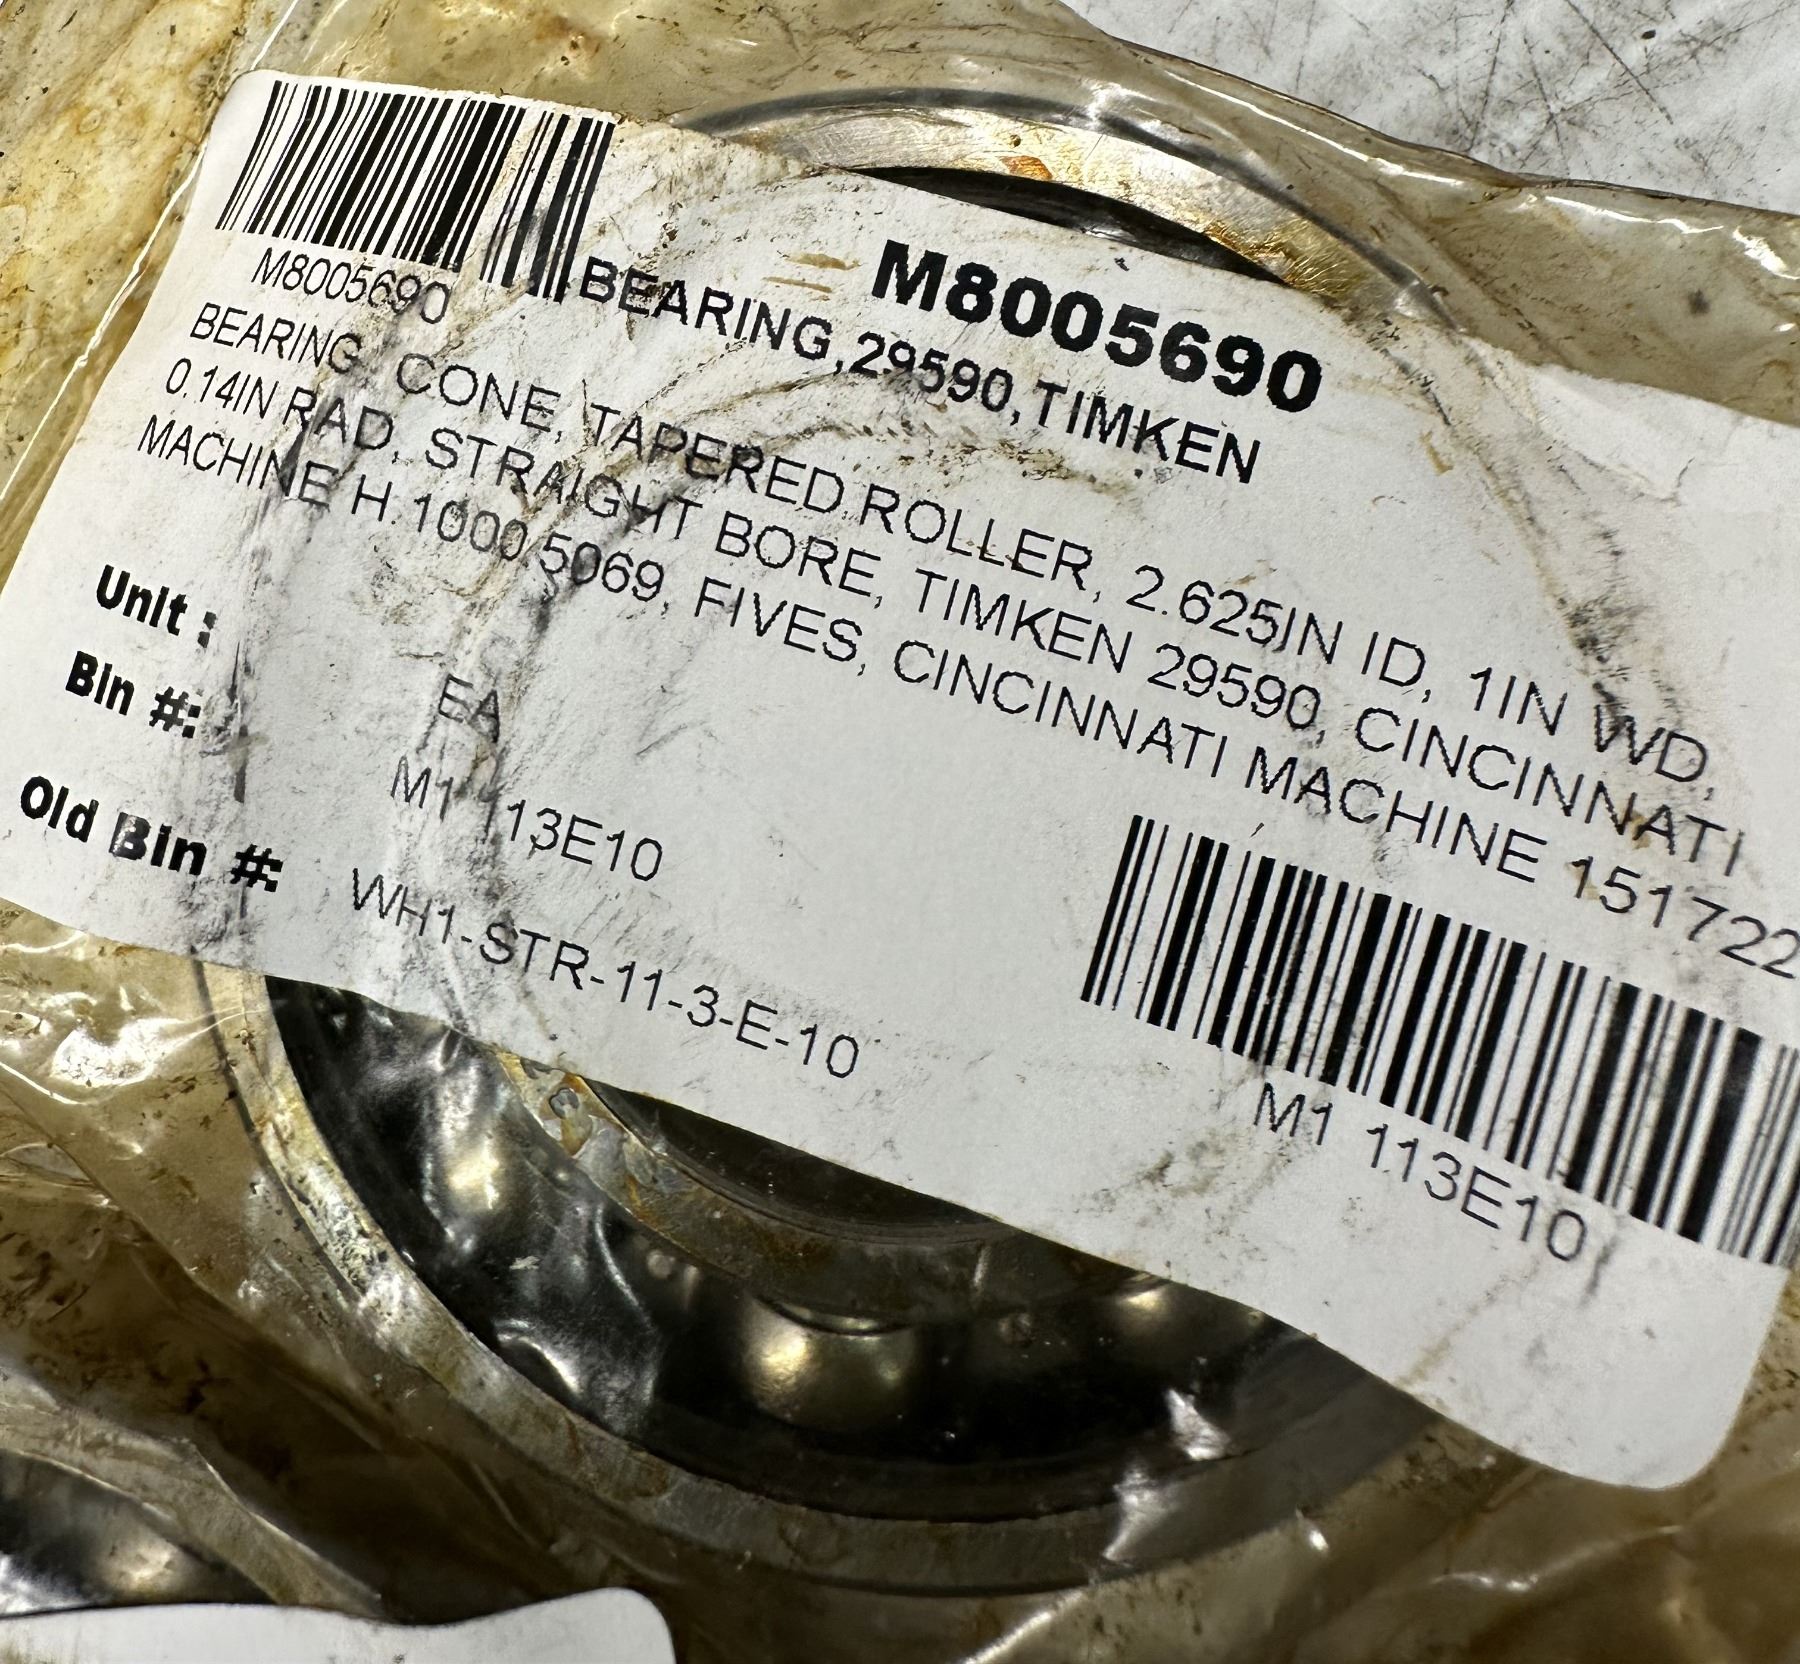 M8005690
M8005690
BEARING,29590,TIMKEN
BEARING, CONE, TAPERED ROLLER, 2.625IN ID, 1IN WD,
0.14IN RAD, STRAIGHT BORE, TIMKEN 29590, CINCINNATI
MACHINE H.1000.5069, FIVES, CINCINNATI MACHINE 151722
Unit : EA
Bin #: M1 113E10
Old Bin #: WH1-STR-11-3-E-10
M1 113E10